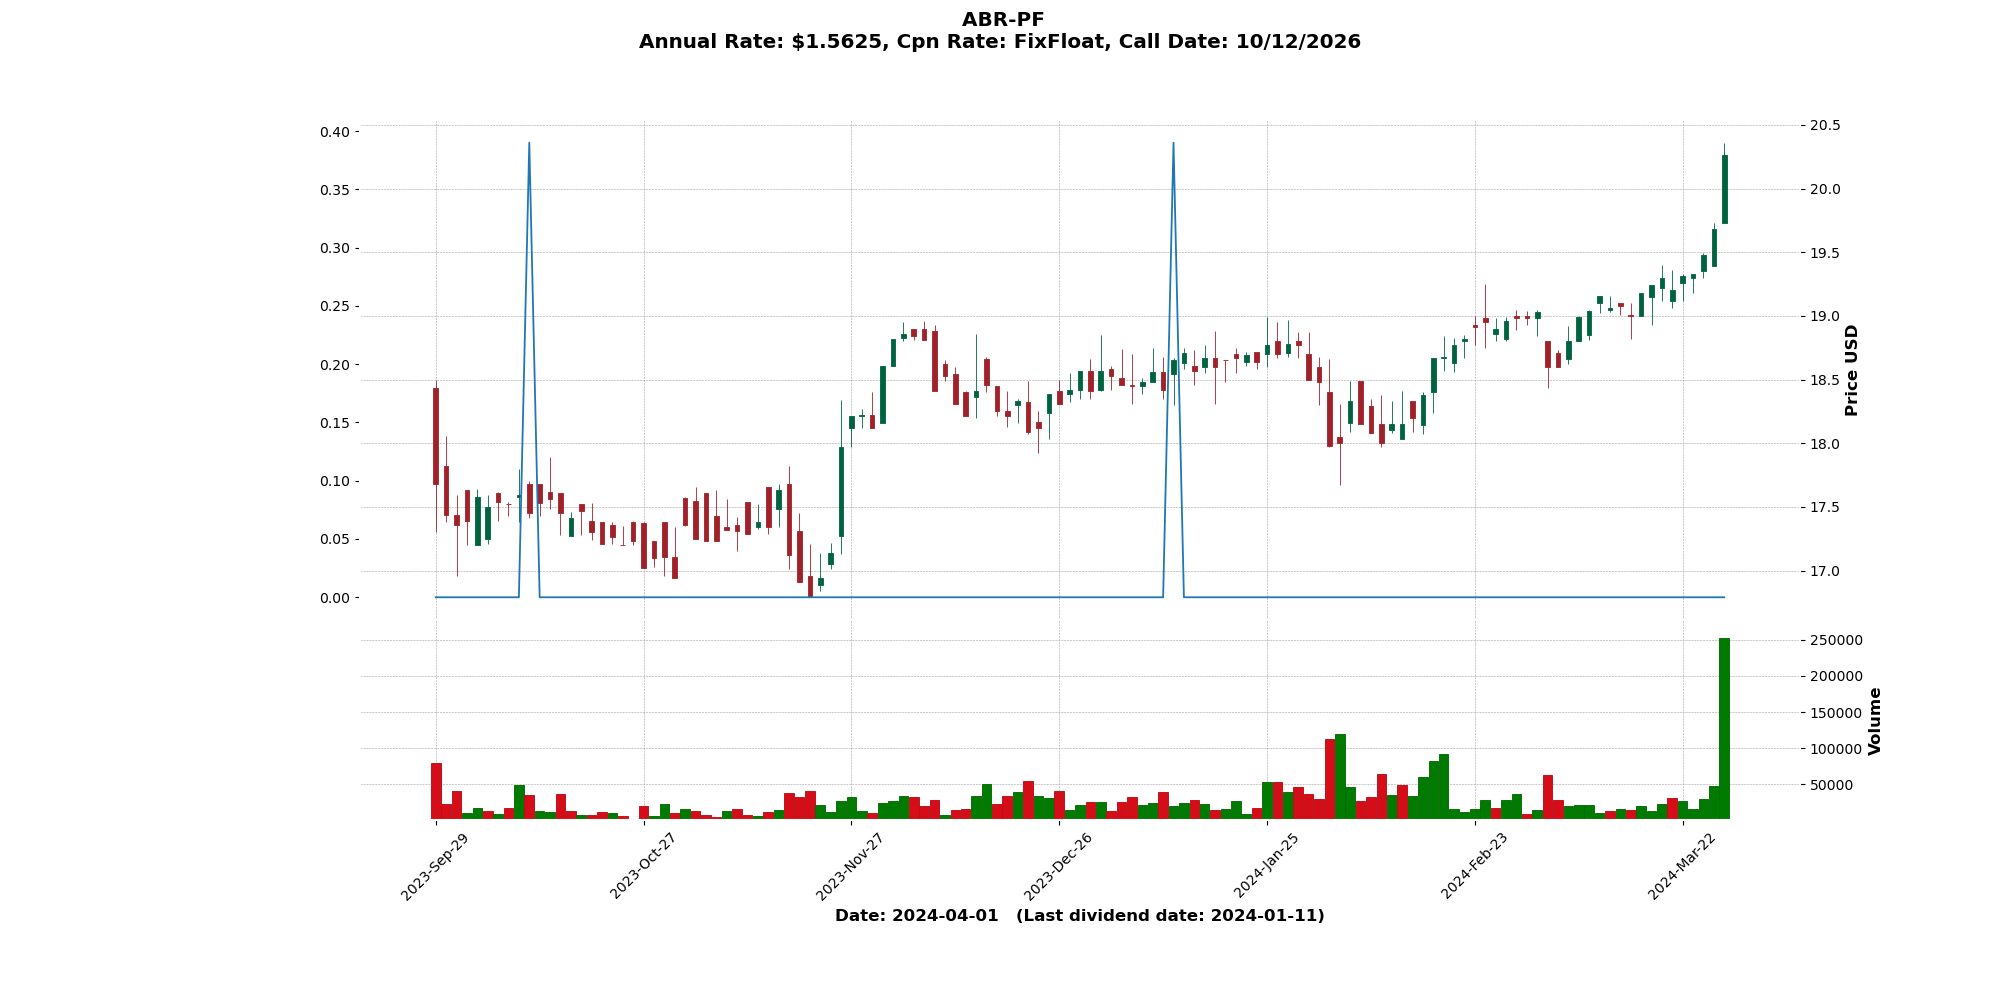 ABR-PF
Annual Rate: $1.5625, Cpn Rate: FixFloat, Call Date: 10/12/2026
0.40
0.35
0.30
0.25
0.20
0.15
0.10
0.05
0.00
20.5
20.0
19.5
19.0
18.5
18.0
17.5
17.0
Price USD
250000
200000
150000
100000
50000
Volume
2023-Sep-29
2023-Oct-27
2023-Nov-27
2023-Dec-26
2024-Jan-25
2024-Feb-23
2024-Mar-22
Date: 2024-04-01   (Last dividend date: 2024-01-11)